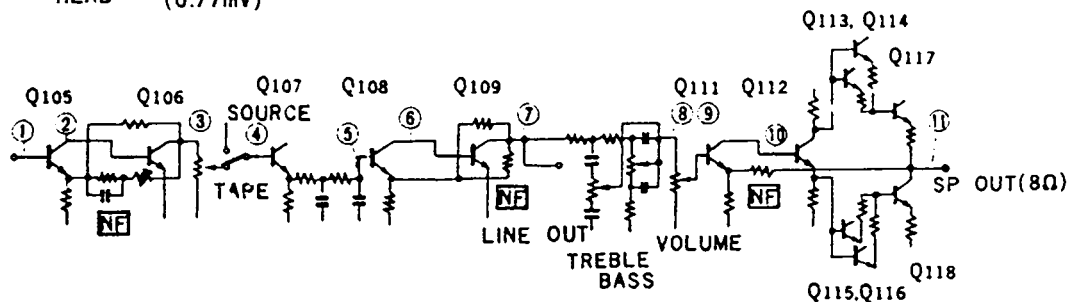 HEAD (0.77mV)
Q113, Q114
Q117
Q105 Q106 Q107 Q108 Q109 Q111 Q112
SOURCE
① ② ③ ④ ⑤ ⑥ ⑦ ⑧ ⑨ ⑩ ⑪
TAPE
NF
NF
NF
SP OUT(8Ω)
LINE OUT
VOLUME
TREBLE
BASS
Q118
Q115,Q116